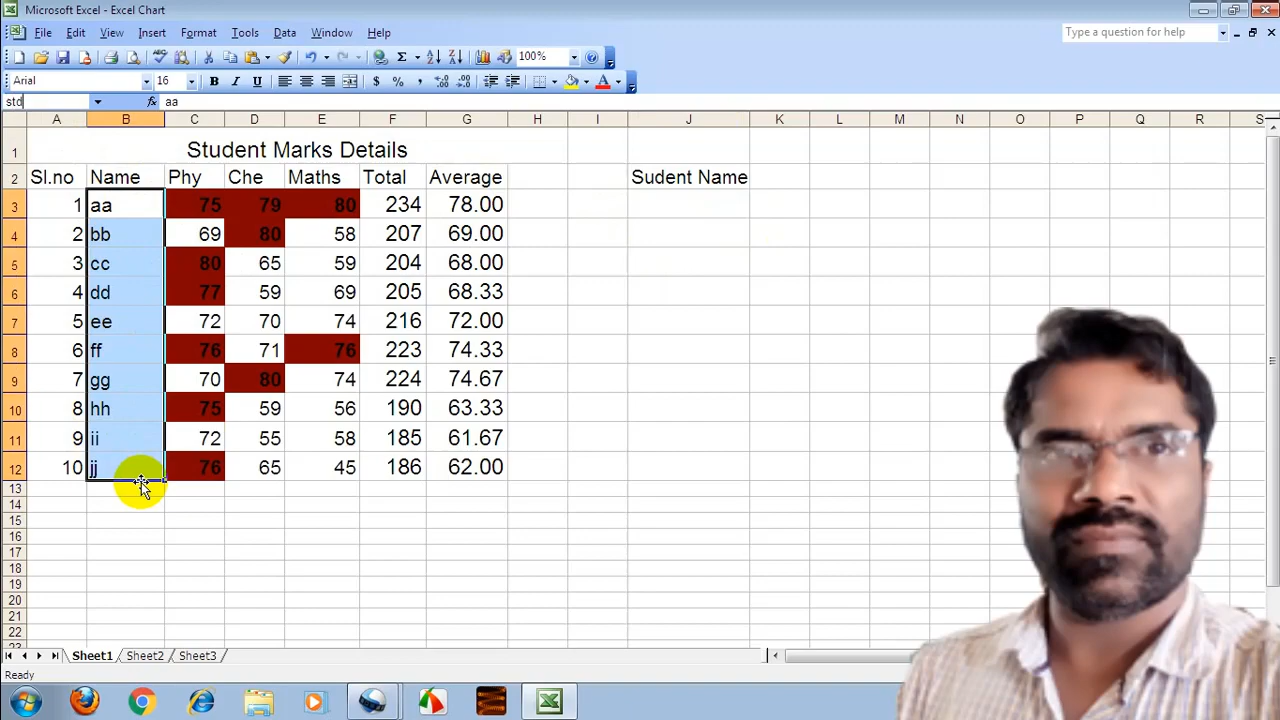 Microsoft Excel - Excel Chart
File Edit View Insert Format Tools Data Window Help
Type a question for help
100%
Arial 16 B I U $ % ,
std fx aa
A B C D E F G H I J K L M N O P Q R S
1 Student Marks Details
2 Sl.no Name Phy Che Maths Total Average Sudent Name
3 1 aa 75 79 80 234 78.00
4 2 bb 69 80 58 207 69.00
5 3 cc 80 65 59 204 68.00
6 4 dd 77 59 69 205 68.33
7 5 ee 72 70 74 216 72.00
8 6 ff 76 71 76 223 74.33
9 7 gg 70 80 74 224 74.67
10 8 hh 75 59 56 190 63.33
11 9 ii 72 55 58 185 61.67
12 10 jj 76 65 45 186 62.00
13
14
15
16
17
18
19
20
21
22
23
Sheet1 Sheet2 Sheet3
Ready